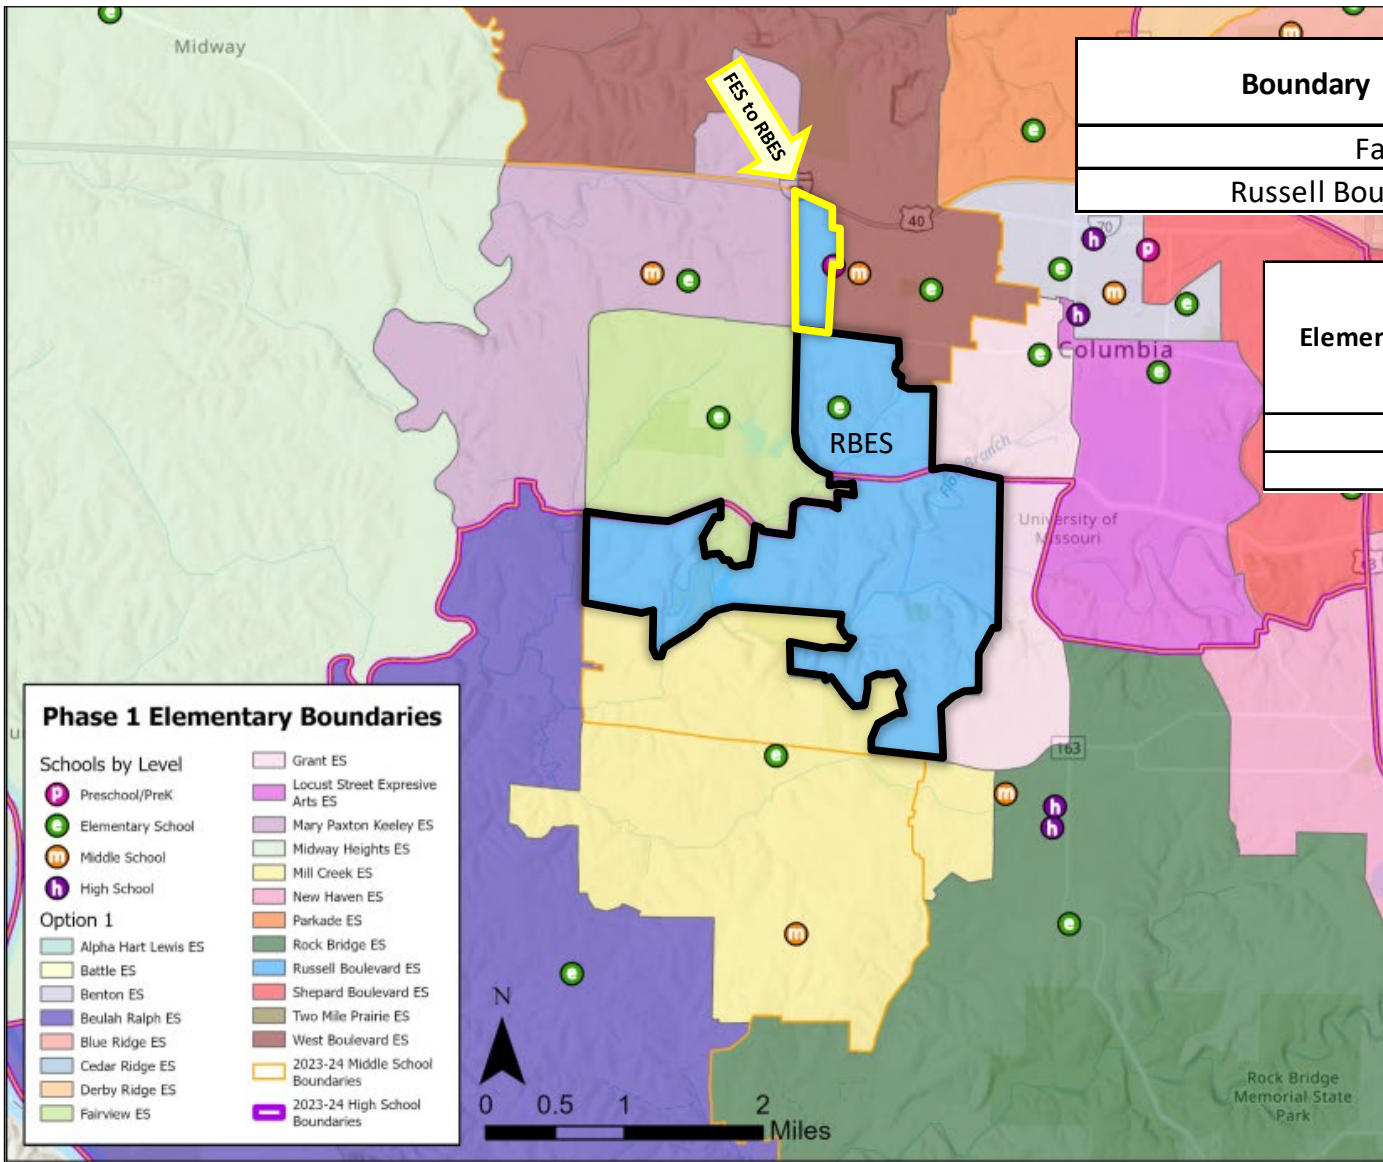 Midway
FES to RBES
Boundary
Fa
Russell Bou
40
70
Elemen
Columbia
RBES
Branch
University of
Missouri
163
Phase 1 Elementary Boundaries
Schools by Level
P Preschool/PreK
e Elementary School
m Middle School
h High School
Option 1
Alpha Hart Lewis ES
Battle ES
Benton ES
Beulah Ralph ES
Blue Ridge ES
Cedar Ridge ES
Derby Ridge ES
Fairview ES
Grant ES
Locust Street Expresive
Arts ES
Mary Paxton Keeley ES
Midway Heights ES
Mill Creek ES
New Haven ES
Parkade ES
Rock Bridge ES
Russell Boulevard ES
Shepard Boulevard ES
Two Mile Prairie ES
West Boulevard ES
2023-24 Middle School
Boundaries
2023-24 High School
Boundaries
N
0 0.5 1 2
Miles
Rock Bridge
Memorial State
Park